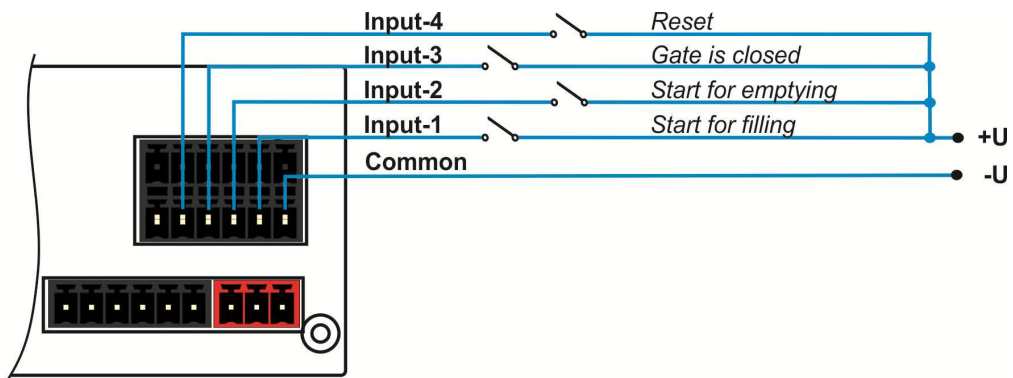 Input-4 Reset
Input-3 Gate is closed
Input-2 Start for emptying
Input-1 Start for filling
+U
Common
-U